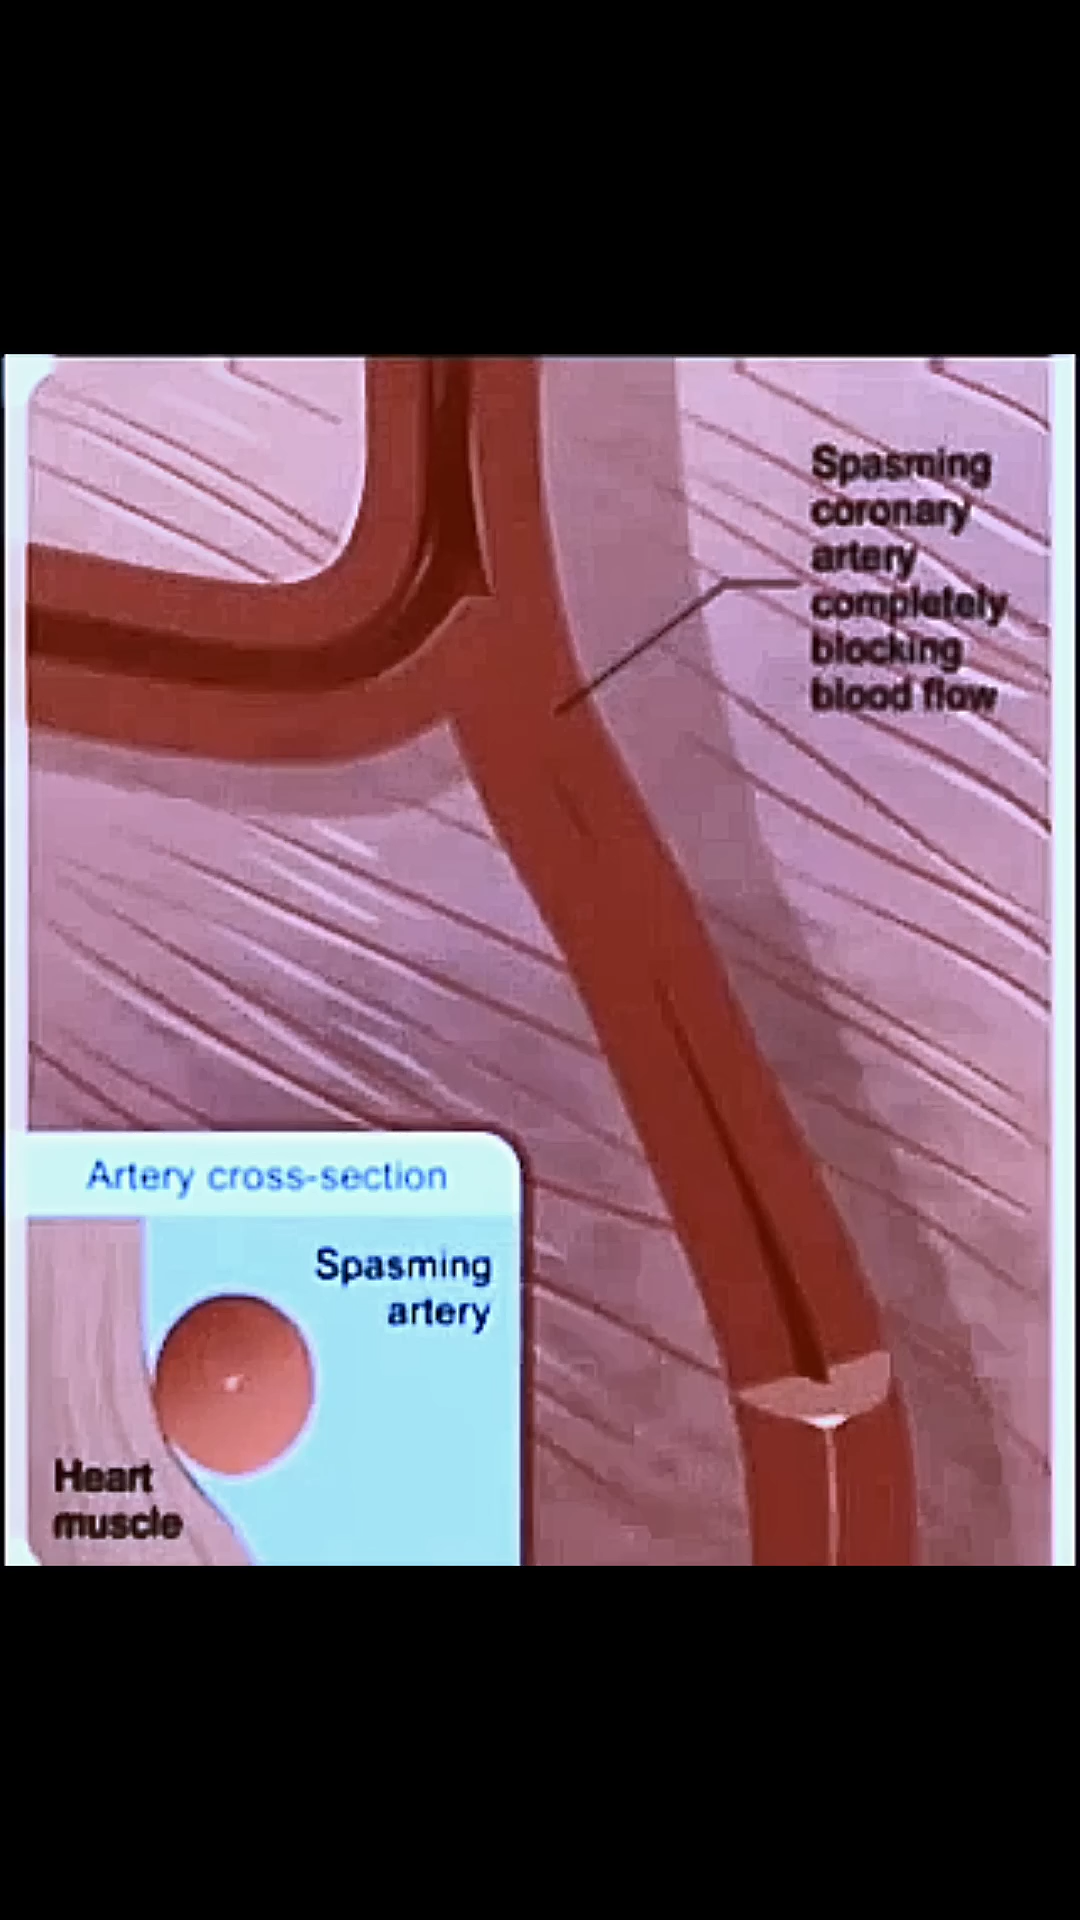 Spasming
coronary
artery
completely
blocking
blood flow
Artery cross-section
Spasming
artery
Heart
muscle